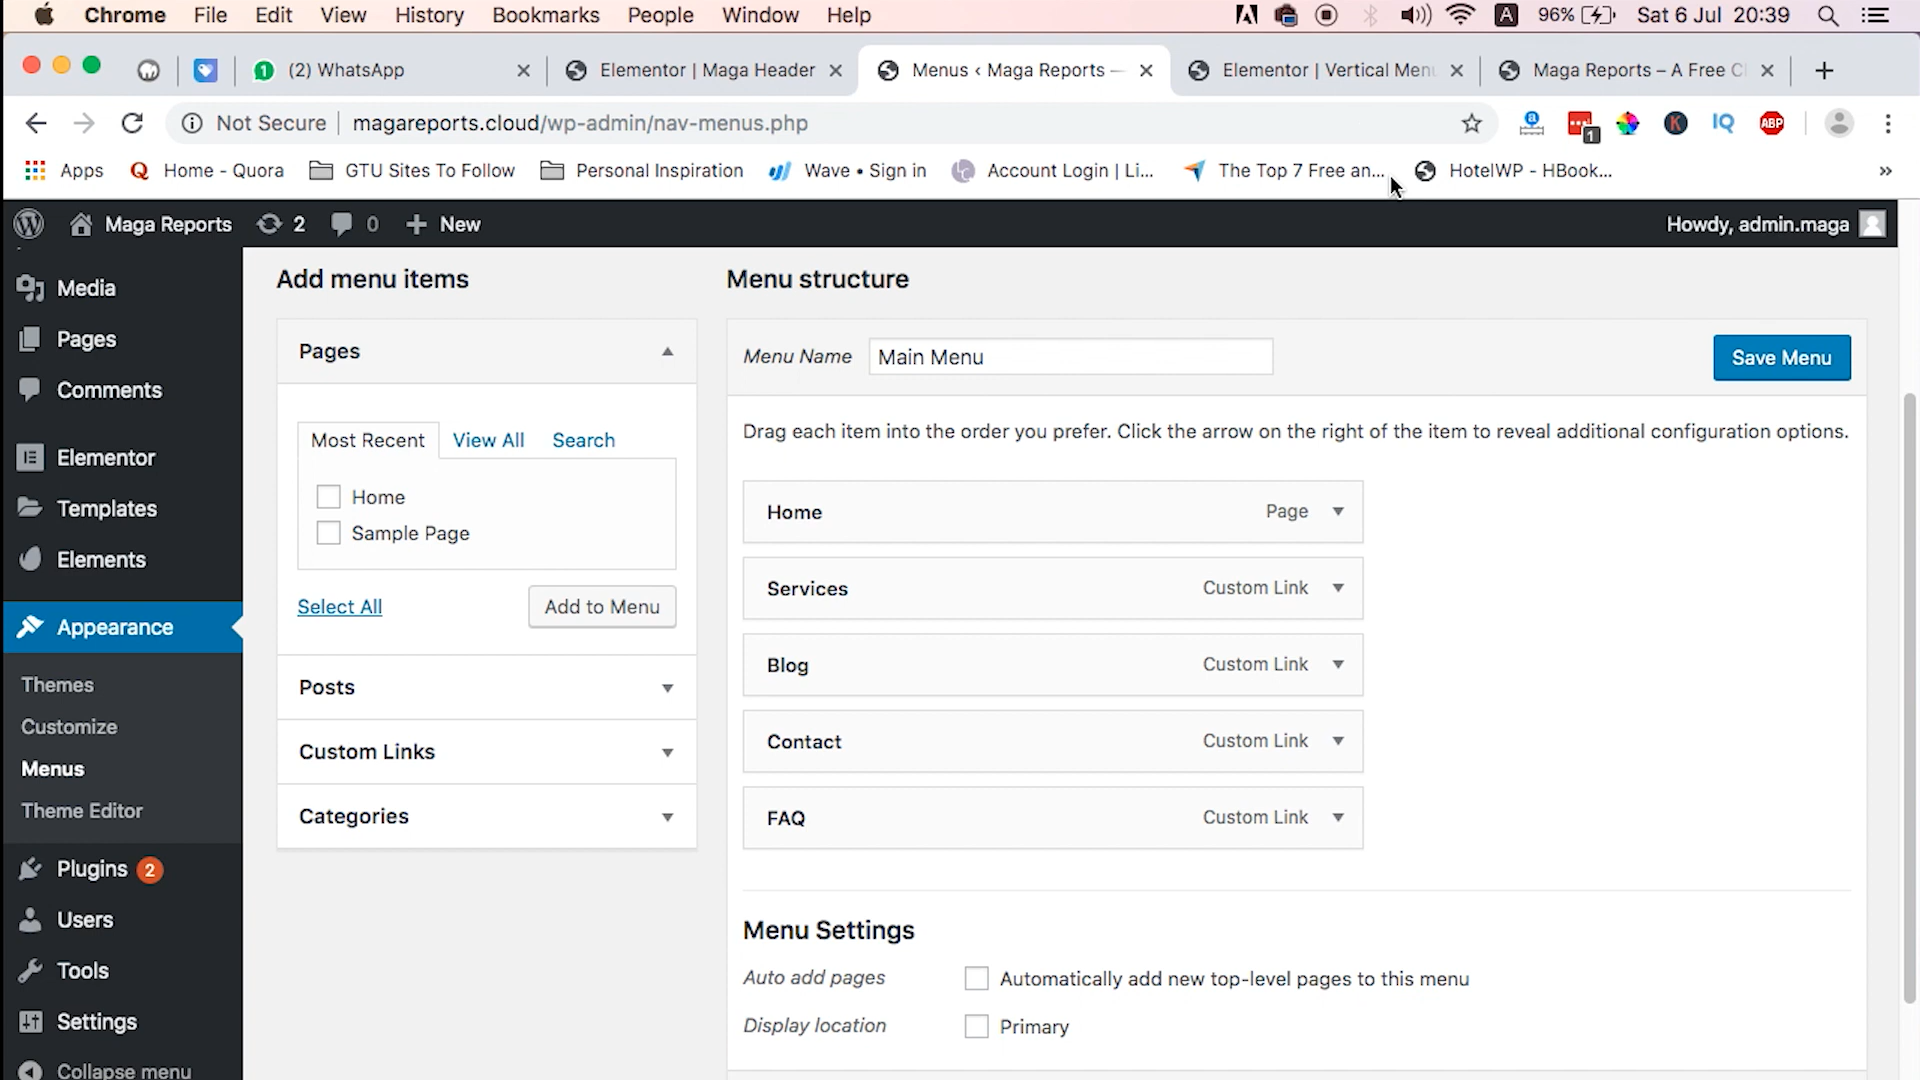 Chrome File Edit View History Bookmarks People Window Help A 96% Sat 6 Jul 20:39
1 (2) WhatsApp Elementor | Maga Header Menus ‹ Maga Reports — Elementor | Vertical Menu Maga Reports – A Free C
Not Secure magareports.cloud/wp-admin/nav-menus.php a 1 K IQ ABP
Apps Home - Quora GTU Sites To Follow Personal Inspiration Wave • Sign in Account Login | Li... The Top 7 Free an... HotelWP - HBook... »
Maga Reports 2 0 + New Howdy, admin.maga
Media
Pages
Comments
Elementor
Templates
Elements
Appearance
Themes
Customize
Menus
Theme Editor
Plugins 2
Users
Tools
Settings
Collapse menu
Add menu items
Pages
Most Recent View All Search
Home
Sample Page
Select All Add to Menu
Posts
Custom Links
Categories
Menu structure
Menu Name Main Menu Save Menu
Drag each item into the order you prefer. Click the arrow on the right of the item to reveal additional configuration options.
Home Page
Services Custom Link
Blog Custom Link
Contact Custom Link
FAQ Custom Link
Menu Settings
Auto add pages Automatically add new top-level pages to this menu
Display location Primary